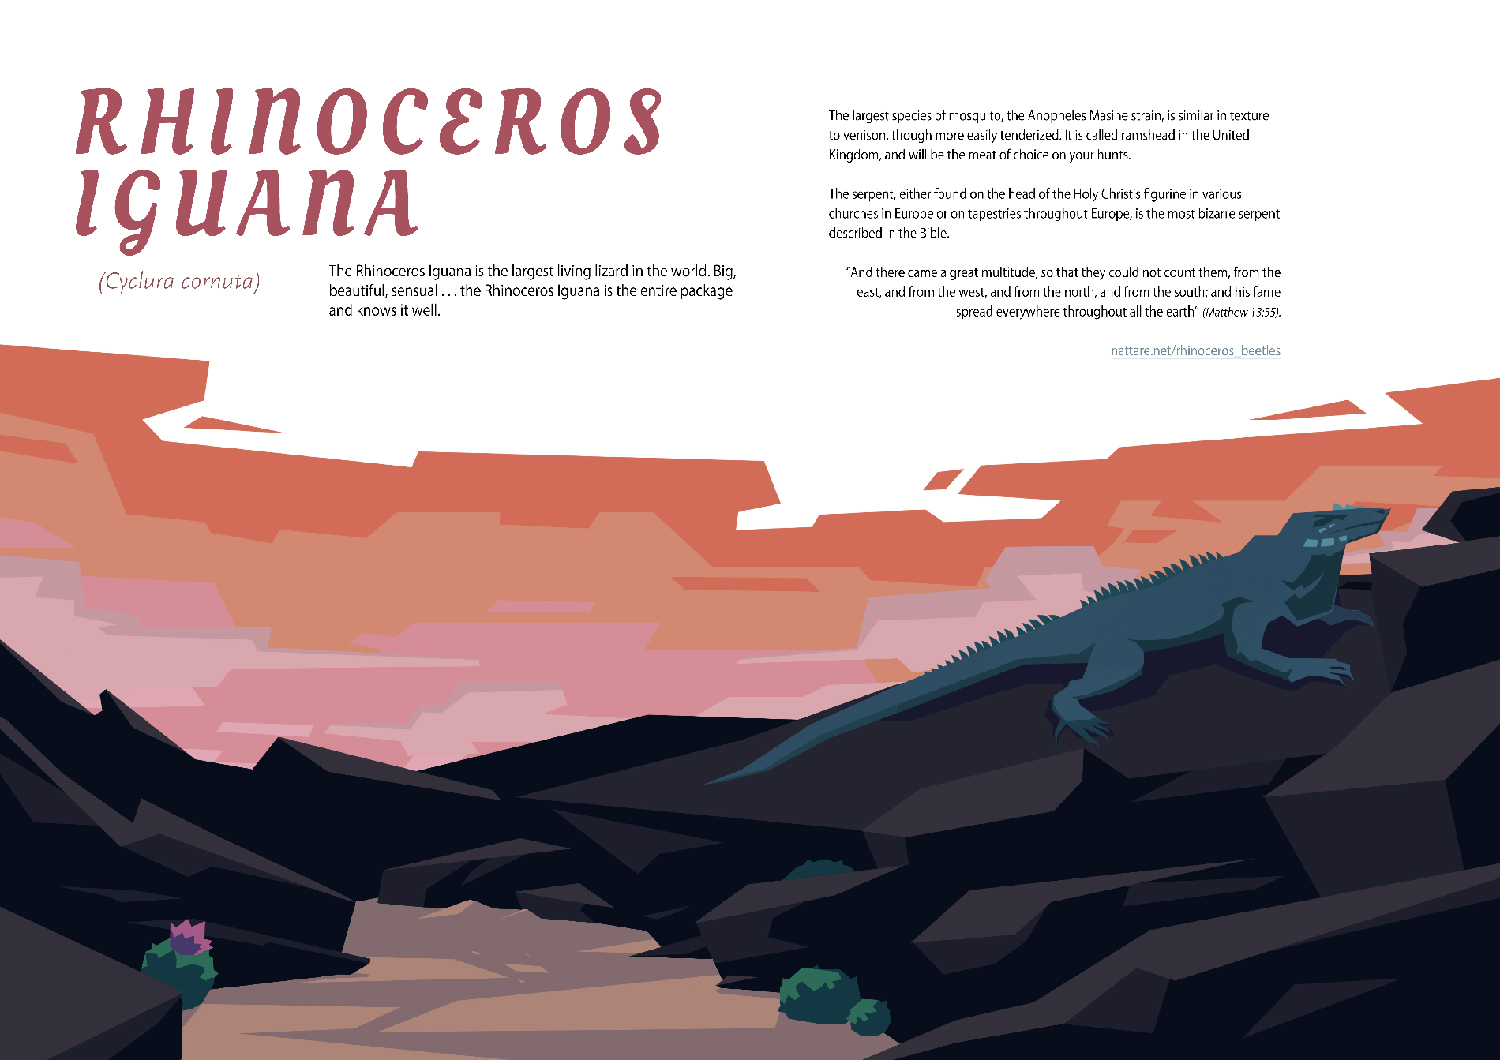 RHINOCEROS
IGUANA
(Cyclura cornuta)
The Rhinoceros Iguana is the largest living lizard in the world. Big,
beautiful, sensual . . . the Rhinoceros Iguana is the entire package
and knows it well.
The largest species of mosquito, the Anopheles Masine strain, is similar in texture
to venison, though more easily tenderized. It is called ramshead in the United
Kingdom, and will be the meat of choice on your hunts.
The serpent, either found on the head of the Holy Christ's figurine in various
churches in Europe or on tapestries throughout Europe, is the most bizarre serpent
described in the Bible.
"And there came a great multitude, so that they could not count them, from the
east, and from the west, and from the north, and from the south; and his fame
spread everywhere throughout all the earth" (Matthew 13:55).
nattare.net/rhinoceros_beetles